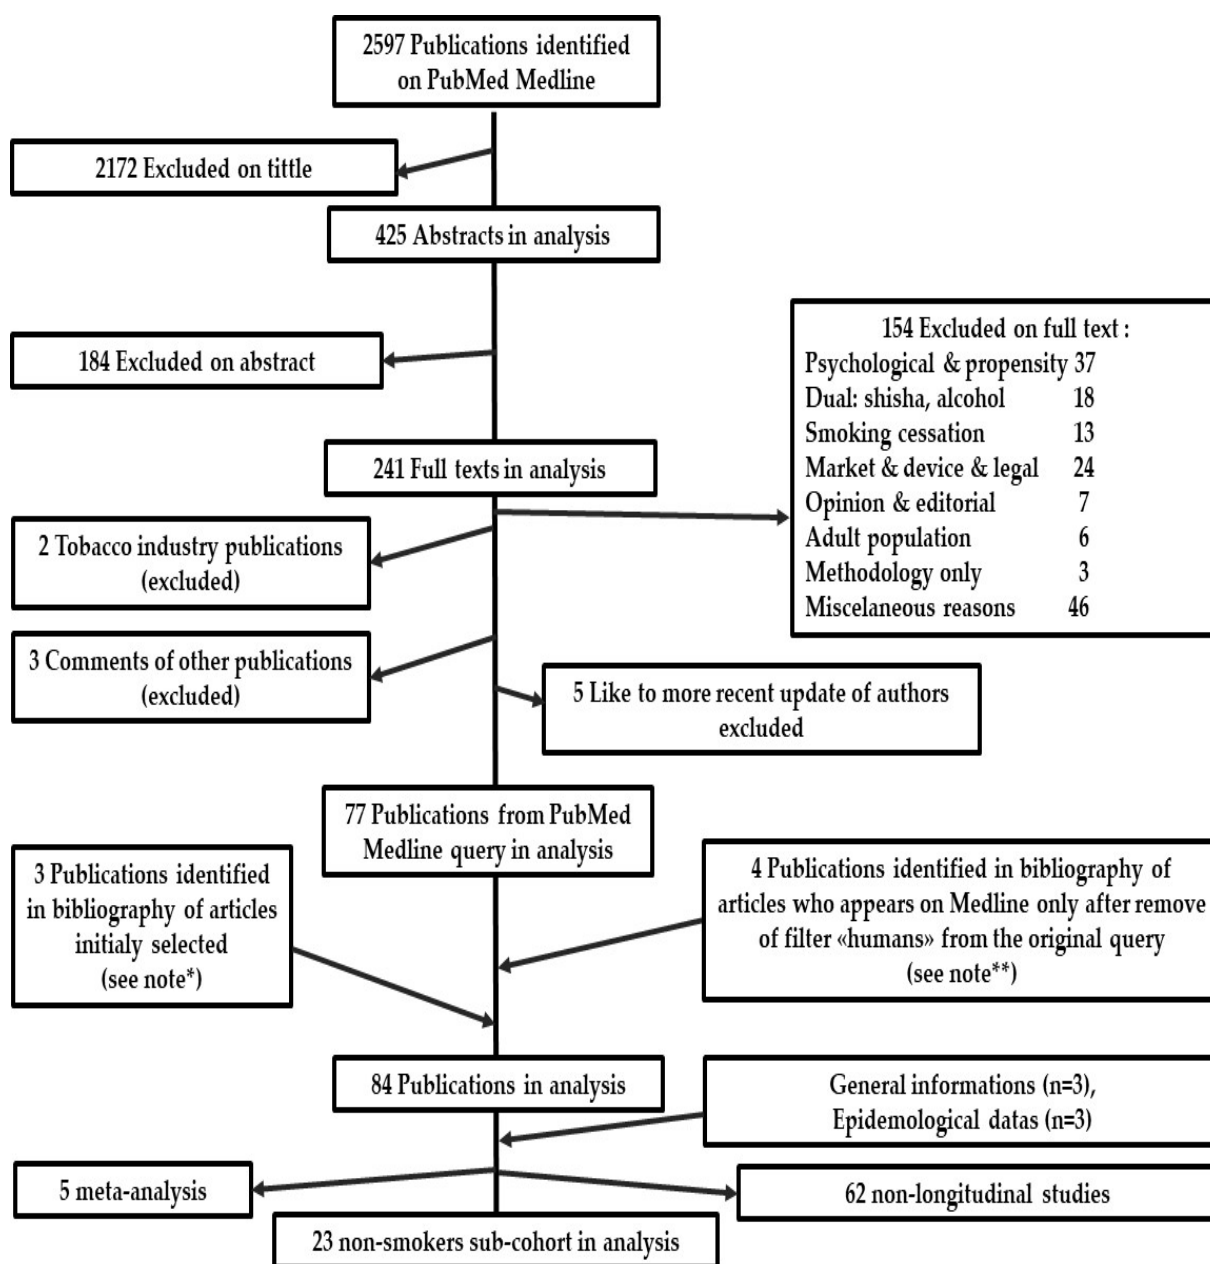 2597 Publications identified
on PubMed Medline
2172 Excluded on tittle
425 Abstracts in analysis
184 Excluded on abstract
154 Excluded on full text :
Psychological & propensity 37
Dual: shisha, alcohol 18
Smoking cessation 13
Market & device & legal 24
Opinion & editorial 7
Adult population 6
Methodology only 3
Miscelaneous reasons 46
241 Full texts in analysis
2 Tobacco industry publications
(excluded)
3 Comments of other publications
(excluded)
5 Like to more recent update of authors
excluded
77 Publications from PubMed
Medline query in analysis
3 Publications identified
in bibliography of articles
initialy selected
(see note*)
4 Publications identified in bibliography of
articles who appears on Medline only after remove
of filter «humans» from the original query
(see note**)
84 Publications in analysis
General informations (n=3),
Epidemological datas (n=3)
5 meta-analysis
62 non-longitudinal studies
23 non-smokers sub-cohort in analysis